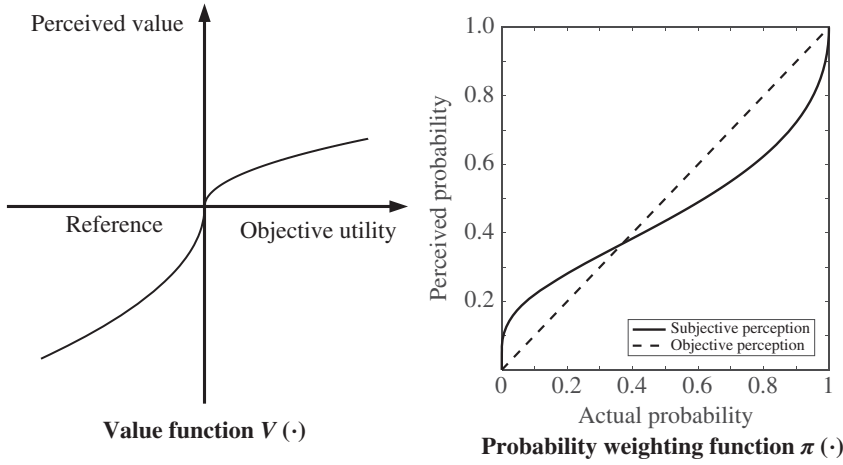 Perceived value
Reference
Objective utility
Value function V (·)
Perceived probability
1.0
0.8
0.6
0.4
0.2
Subjective perception
Objective perception
0 0.2 0.4 0.6 0.8 1
Actual probability
Probability weighting function π (·)